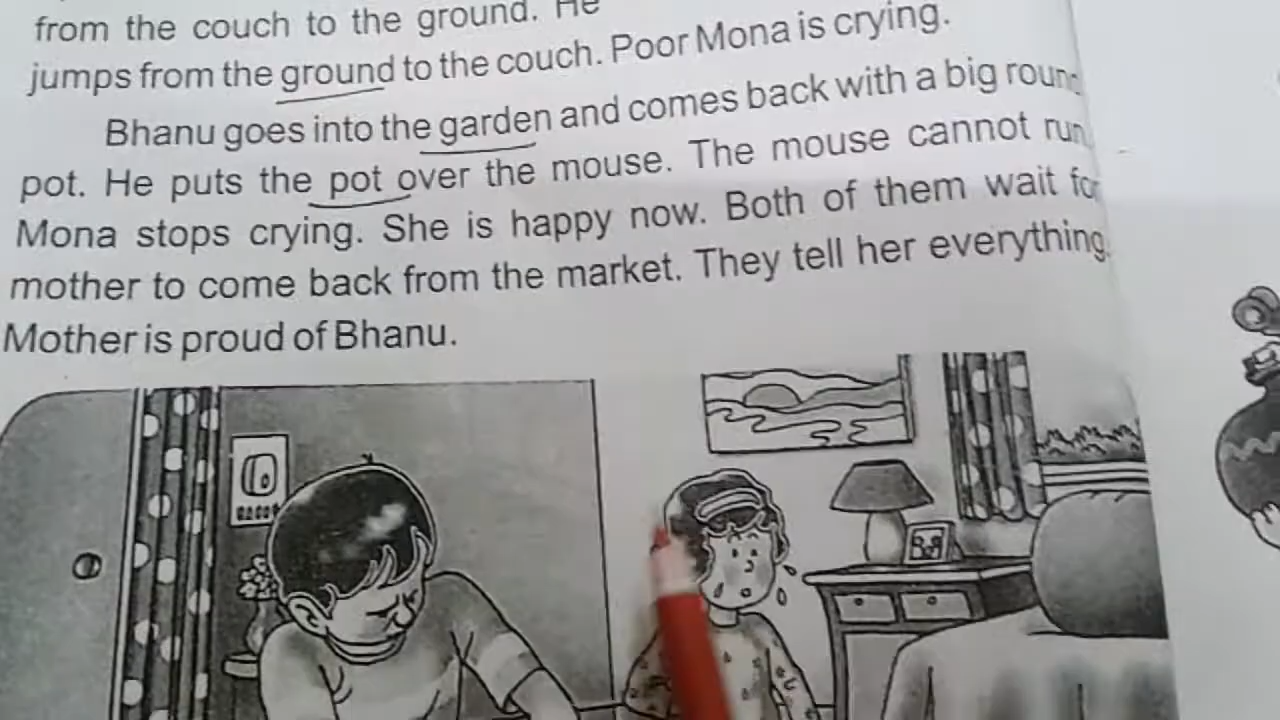 from the couch to the ground. He
jumps from the ground to the couch. Poor Mona is crying.
Bhanu goes into the garden and comes back with a big round
pot. He puts the pot over the mouse. The mouse cannot run
Mona stops crying. She is happy now. Both of them wait for
mother to come back from the market. They tell her everything.
Mother is proud of Bhanu.